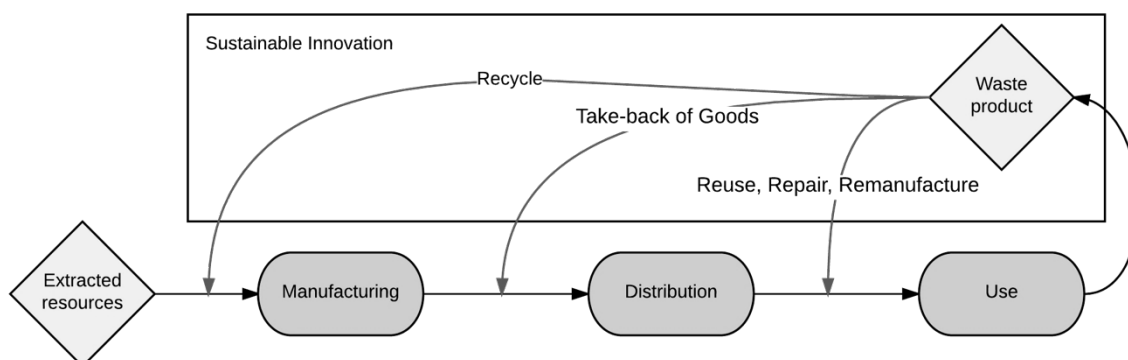 Sustainable Innovation
Waste
product
Recycle
Take-back of Goods
Reuse, Repair, Remanufacture
Extracted
resources
Manufacturing
Distribution
Use